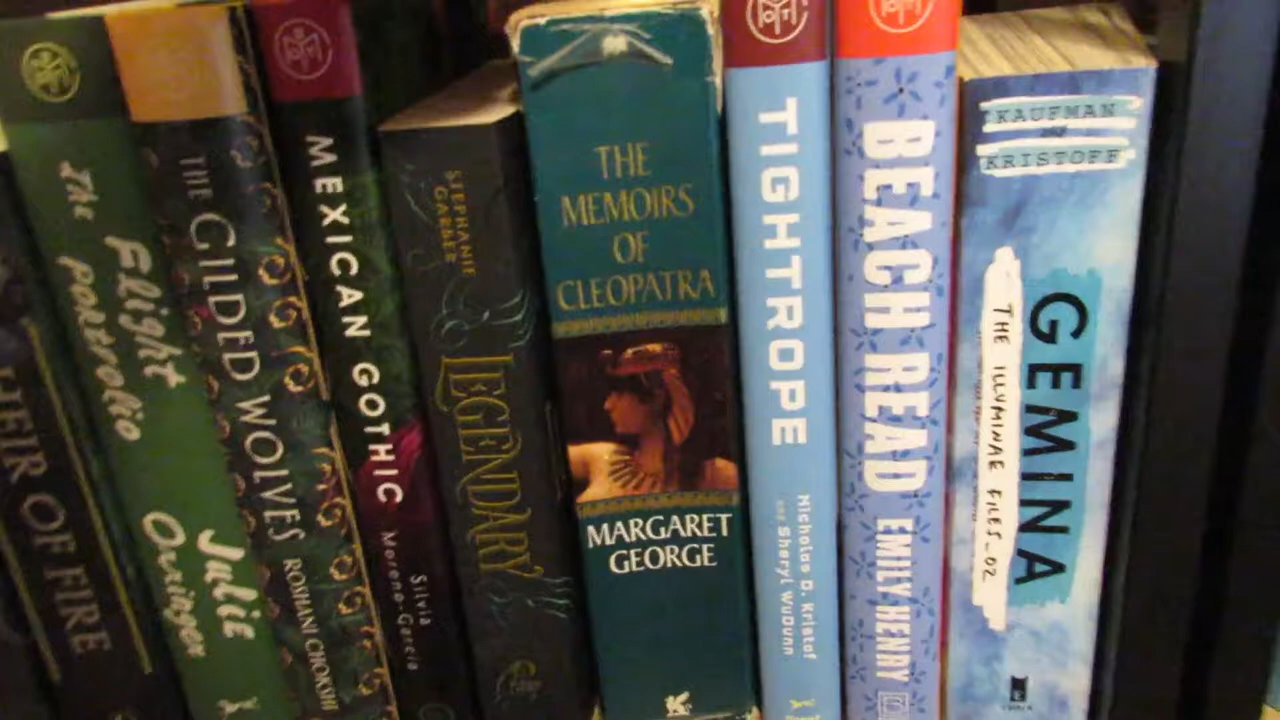 HEIR OF FIRE
The Flight
Portfolio
Julie
Orringer
THE GILDED WOLVES ROSHANI CHOKSHI
MEXICAN GOTHIC Silvia
Moreno-Garcia
STEPHANIE
GARBER
LEGENDARY
THE
MEMOIRS
OF
CLEOPATRA
MARGARET
GEORGE
TIGHTROPE
Nicholas D. Kristof
and Sheryl WuDunn
BEACH READ EMILY HENRY
KAUFMAN
and
KRISTOFF
GEMINA
THE ILLUMINAE FILES_02